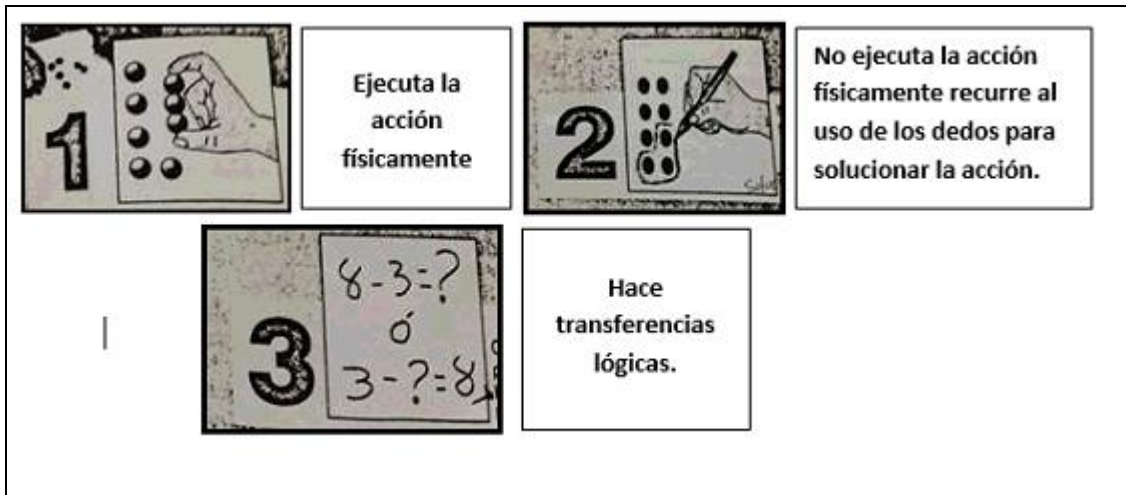 1
Ejecuta la
acción
físicamente
2
No ejecuta la acción
físicamente recurre al
uso de los dedos para
solucionar la acción.
3
8-3=?
ó
3-?=8
Hace
transferencias
lógicas.